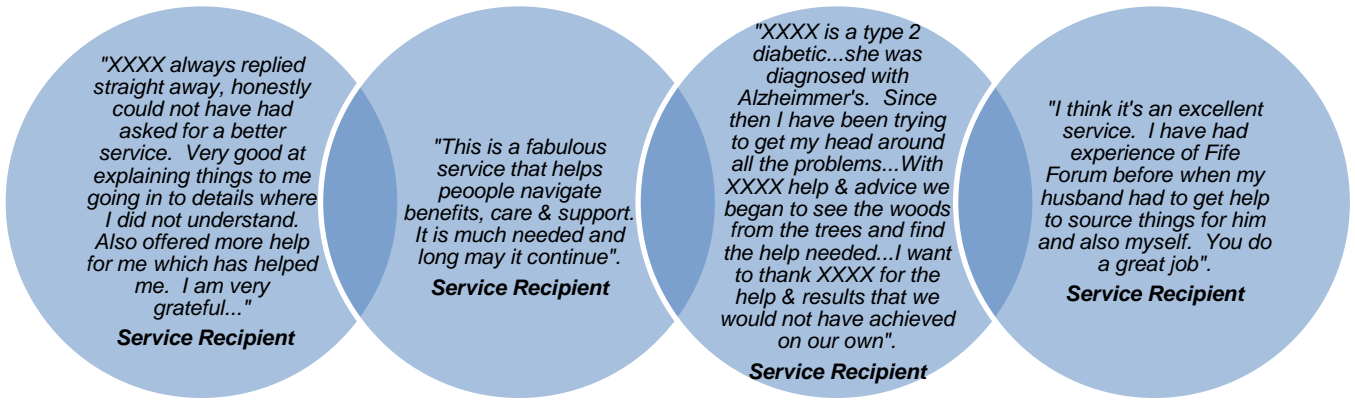 "XXXX always replied
straight away, honestly
could not have had
asked for a better
service.  Very good at
explaining things to me
going in to details where
I did not understand.
Also offered more help
for me which has helped
me.  I am very
grateful..."
Service Recipient
"This is a fabulous
service that helps
peoople navigate
benefits, care & support.
It is much needed and
long may it continue".
Service Recipient
"XXXX is a type 2
diabetic...she was
diagnosed with
Alzheimmer's.  Since
then I have been trying
to get my head around
all the problems...With
XXXX help & advice we
began to see the woods
from the trees and find
the help needed...I want
to thank XXXX for the
help & results that we
would not have achieved
on our own".
Service Recipient
"I think it's an excellent
service.  I have had
experience of Fife
Forum before when my
husband had to get help
to source things for him
and also myself.  You do
a great job".
Service Recipient